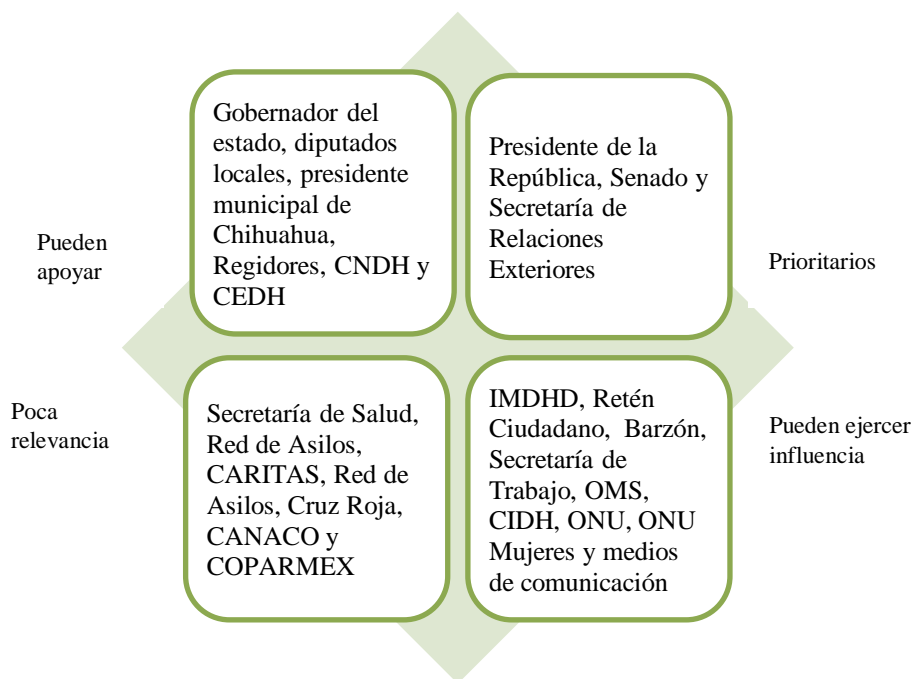 Gobernador del
estado, diputados
locales, presidente
municipal de
Chihuahua,
Regidores, CNDH y
CEDH
Presidente de la
República, Senado y
Secretaría de
Relaciones
Exteriores
Pueden
apoyar
Prioritarios
Poca
relevancia
Secretaría de Salud,
Red de Asilos,
CARITAS, Red de
Asilos, Cruz Roja,
CANACO y
COPARMEX
IMDHD, Retén
Ciudadano, Barzón,
Secretaría de
Trabajo, OMS,
CIDH, ONU, ONU
Mujeres y medios
de comunicación
Pueden ejercer
influencia